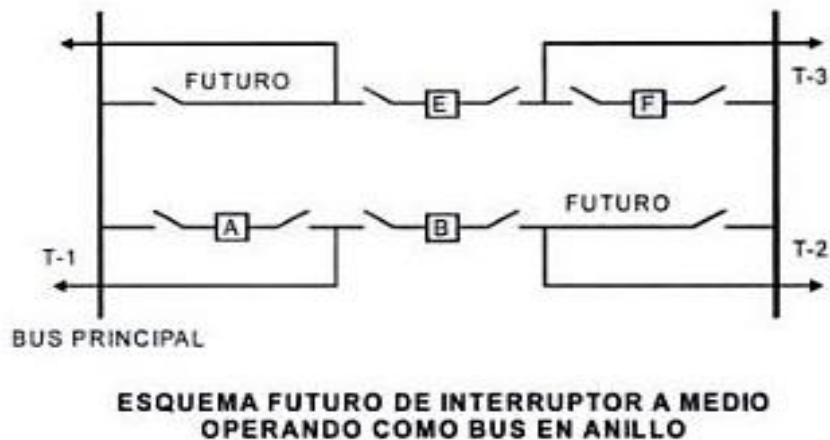 FUTURO
T-3
E
F
FUTURO
A
B
T-1
T-2
BUS PRINCIPAL
ESQUEMA FUTURO DE INTERRUPTOR A MEDIO
OPERANDO COMO BUS EN ANILLO